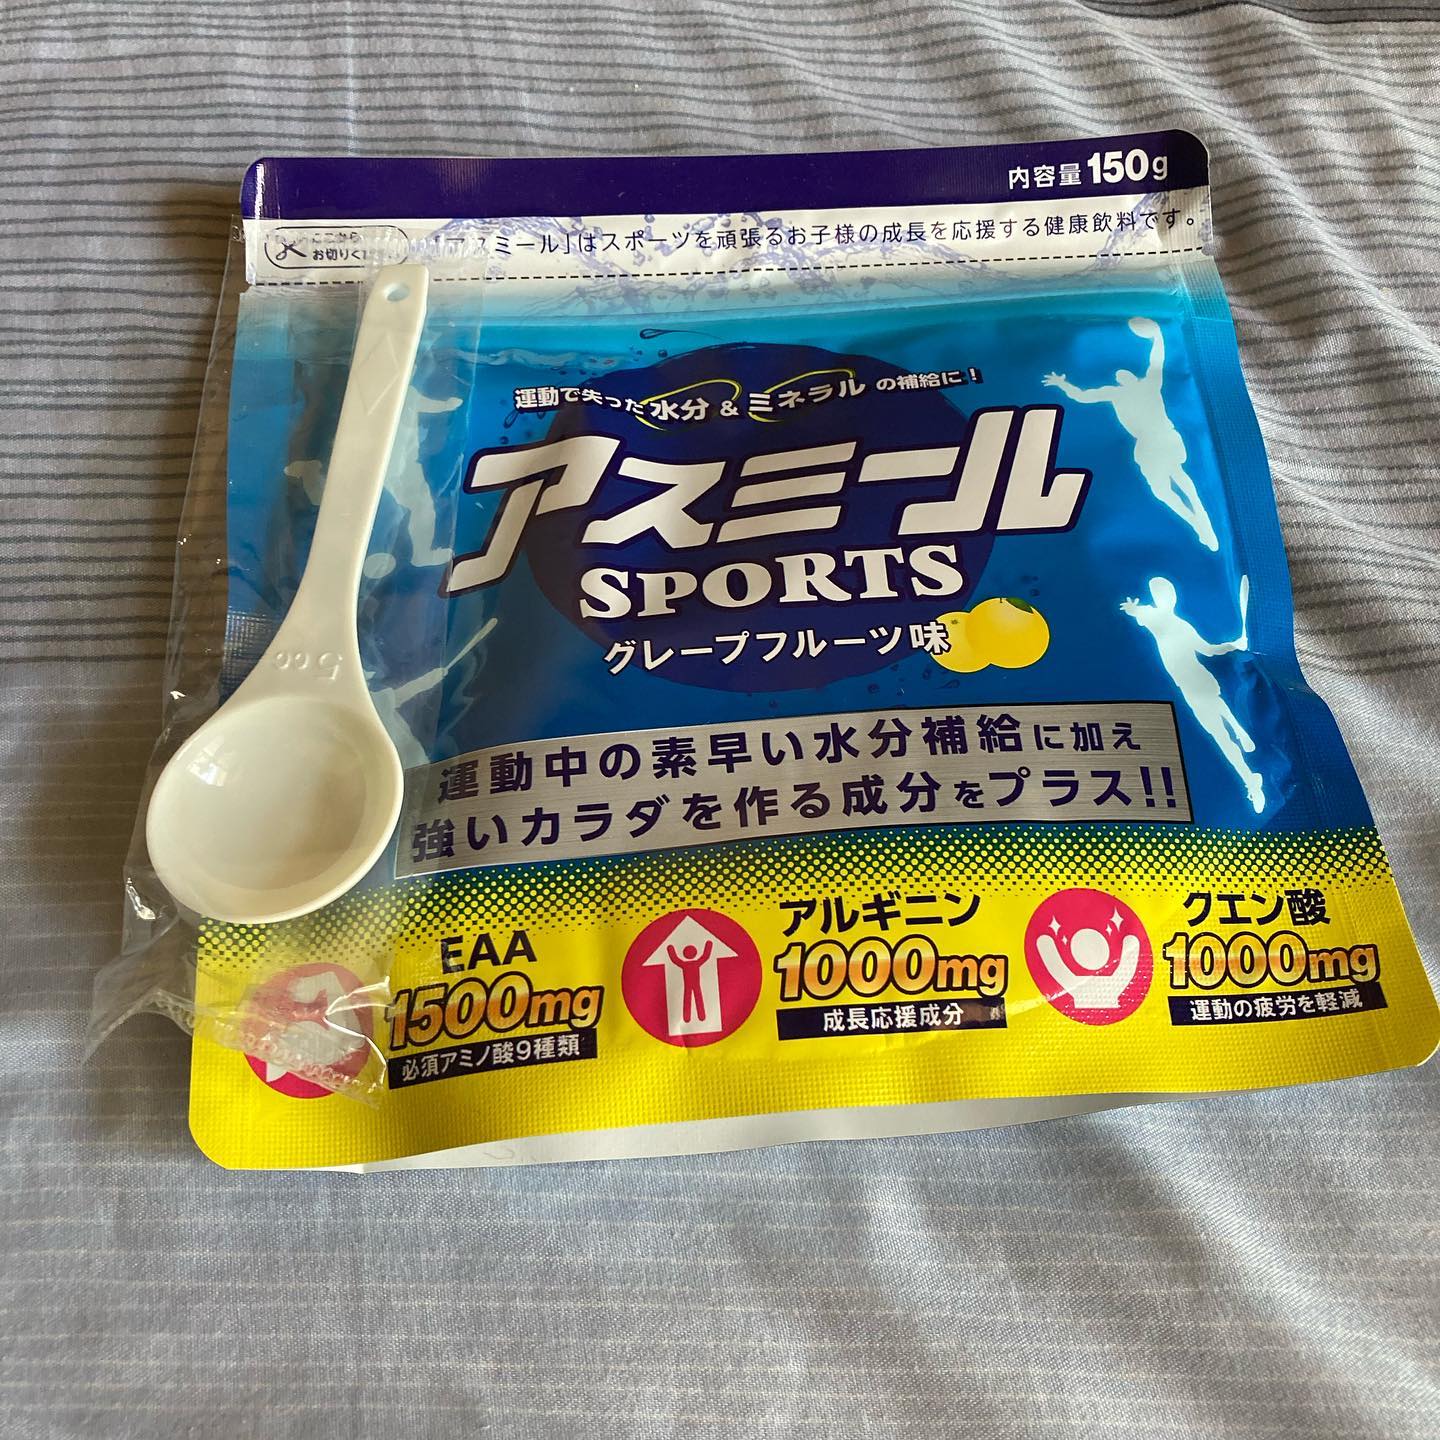 内容量150g
お切りく
「アスミール」はスポーツを頑張るお子様の成長を応援する健康飲料です。
運動で失った水分&ミネラルの補給に!
アスミール
SPORTS
グレープフルーツ味
5cc
運動中の素早い水分補給に加え
強いカラダを作る成分をプラス!!
EAA
1500mg
必須アミノ酸9種類
アルギニン
1000mg
成長応援成分
クエン酸
1000mg
運動の疲労を軽減